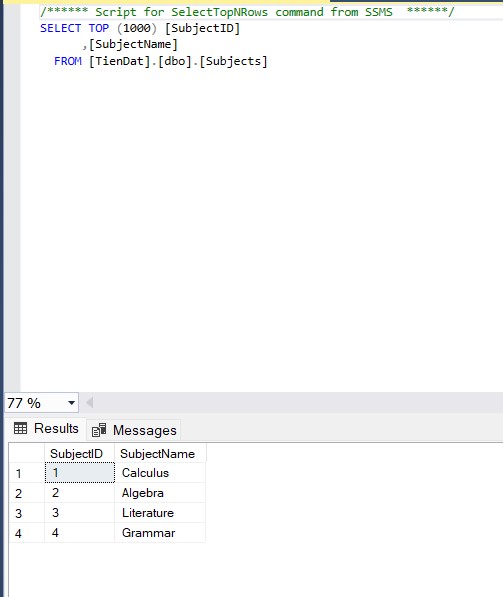 /****** Script for SelectTopNRows command from SSMS  ******/
SELECT TOP (1000) [SubjectID]
      ,[SubjectName]
  FROM [TienDat].[dbo].[Subjects]
77 %
Results Messages
SubjectID SubjectName
1 1 Calculus
2 2 Algebra
3 3 Literature
4 4 Grammar